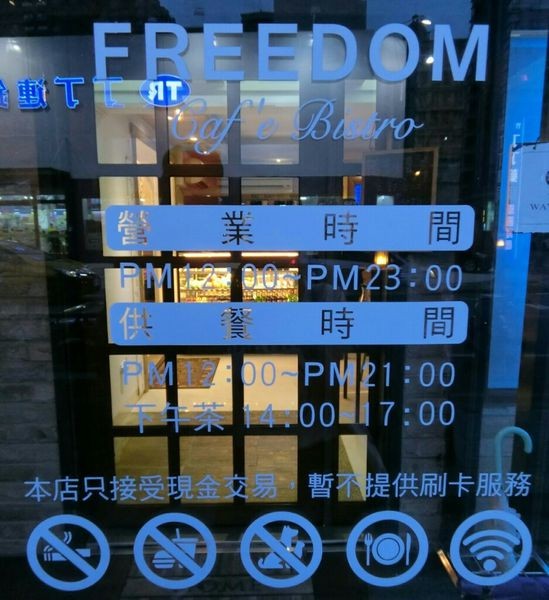 FREEDOM
Caf'e Bistro
營業時間
PM12:00~PM23:00
供餐時間
PM12:00~PM21:00
下午茶 14:00~17:00
本店只接受現金交易，暫不提供刷卡服務